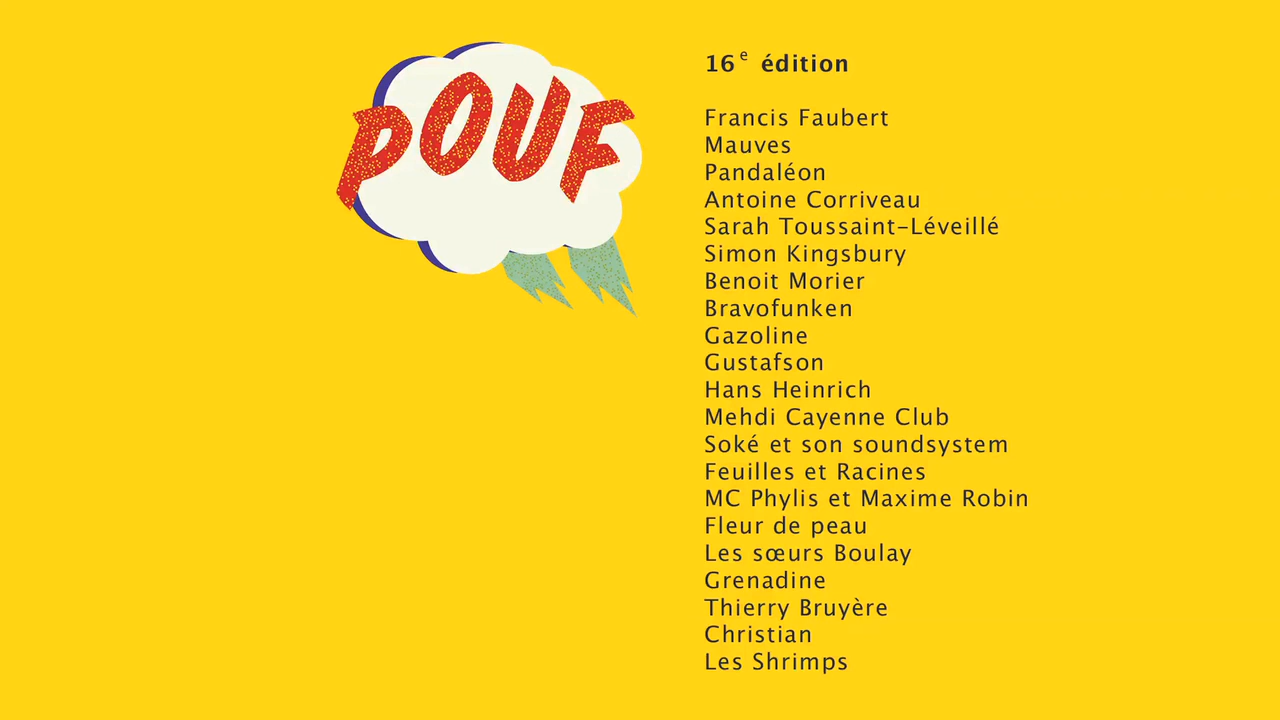 POUF
16e édition
Francis Faubert
Mauves
Pandaléon
Antoine Corriveau
Sarah Toussaint-Léveillé
Simon Kingsbury
Benoit Morier
Bravofunken
Gazoline
Gustafson
Hans Heinrich
Mehdi Cayenne Club
Soké et son soundsystem
Feuilles et Racines
MC Phylis et Maxime Robin
Fleur de peau
Les sœurs Boulay
Grenadine
Thierry Bruyère
Christian
Les Shrimps